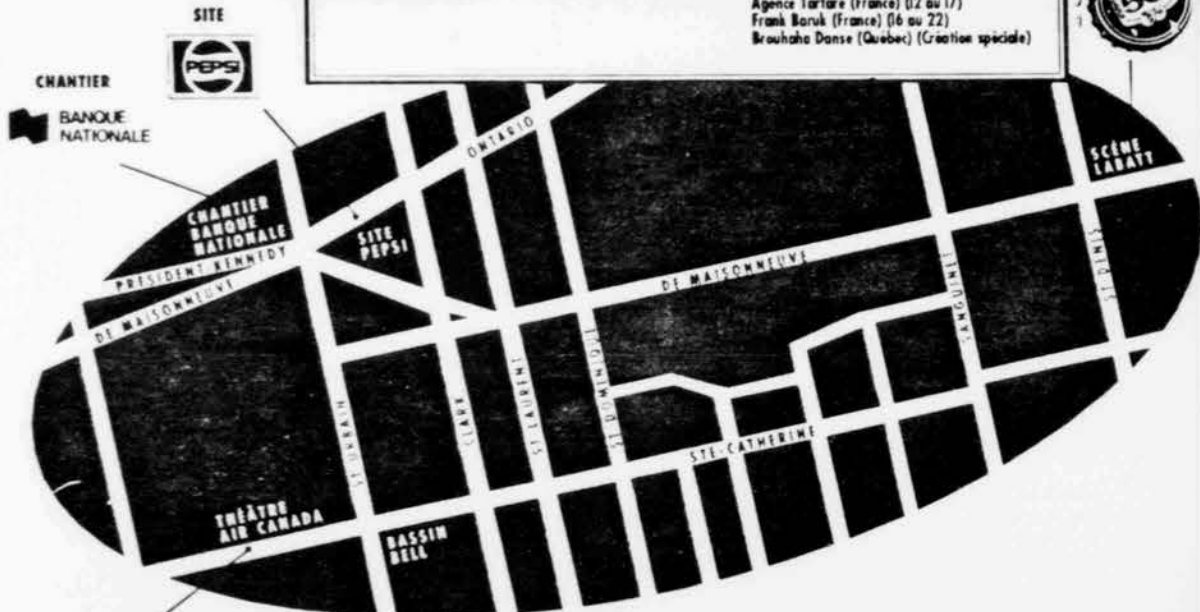 Agence Tartare (France) (12 au 17)
Frank Baruk (France) (16 au 22)
Brouhaha Danse (Québec) (Création spéciale)
SITE
PEPSI
CHANTIER
BANQUE
NATIONALE
ONTARIO
SCÈNE
LABATT
CHANTIER
BANQUE
NATIONALE
SITE
PEPSI
PRÉSIDENT KENNEDY
DE MAISONNEUVE
DE MAISONNEUVE
SANGUINET
ST DENIS
ST URBAIN
CLARK
ST LAURENT
ST DOMINIQUE
STE-CATHERINE
THÉÂTRE
AIR CANADA
BASSIN
BELL